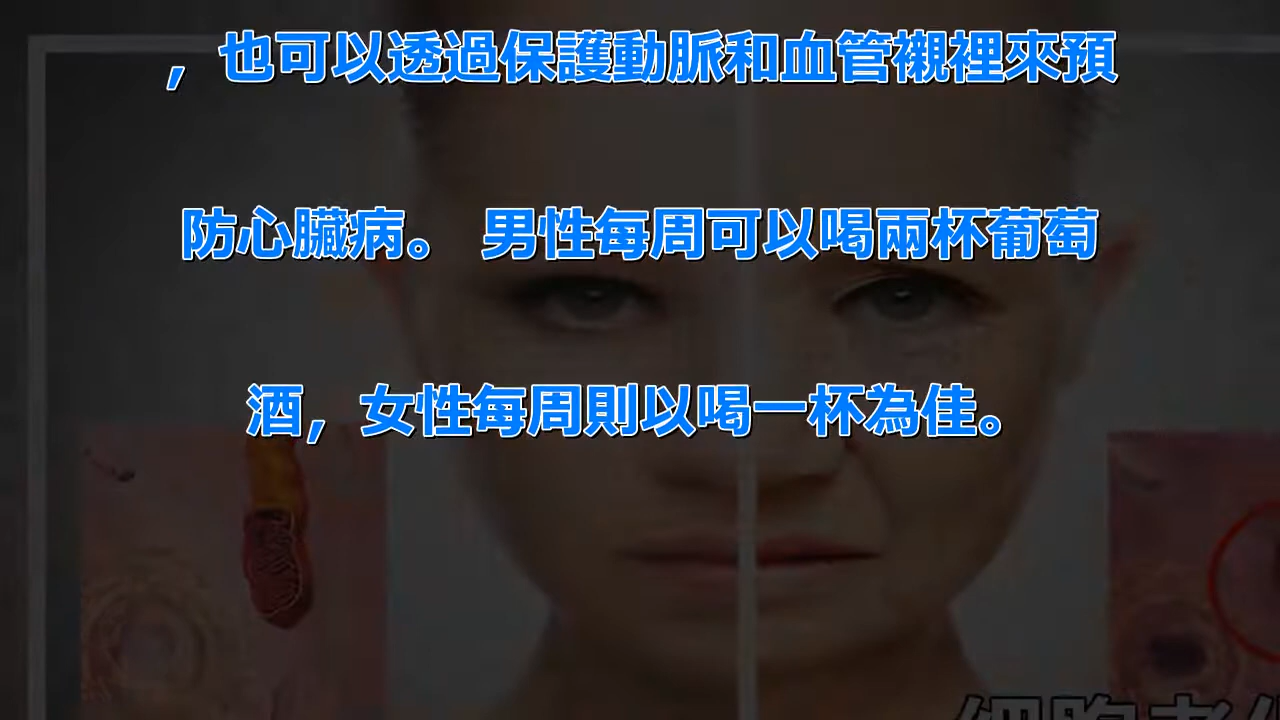 ，也可以透過保護動脈和血管襯裡來預
防心臟病。 男性每周可以喝兩杯葡萄
酒，女性每周則以喝一杯為佳。